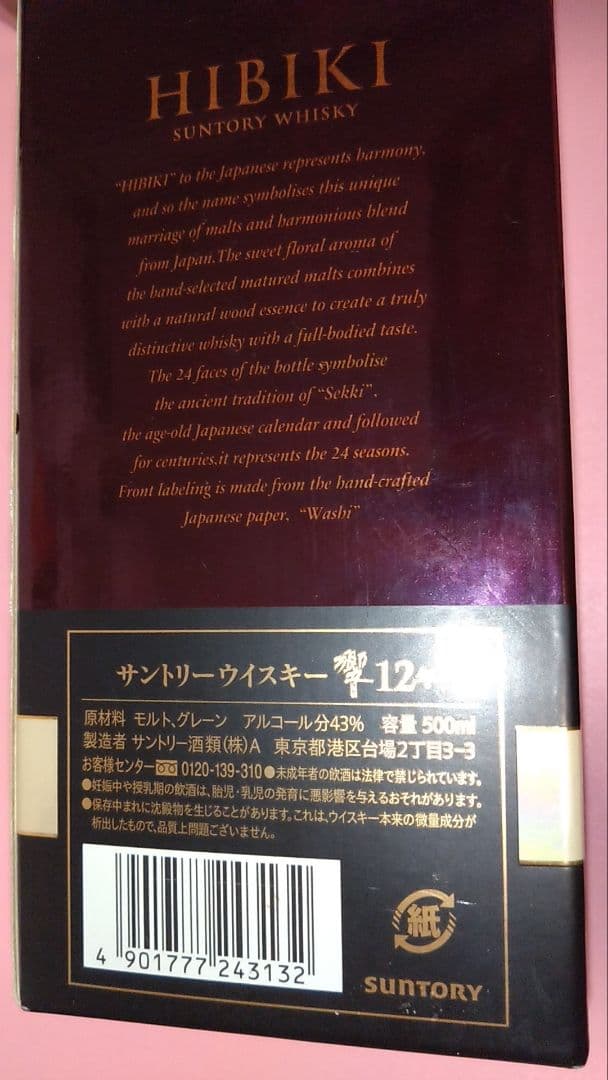 HIBIKI
SUNTORY WHISKY
"HIBIKI" to the Japanese represents harmony,
and so the name symbolises this unique
marriage of malts and harmonious blend
from Japan.The sweet floral aroma of
the hand-selected matured malts combines
with a natural wood essence to create a truly
distinctive whisky with a full-bodied taste.
The 24 faces of the bottle symbolise
the ancient tradition of "Sekki",
the age-old Japanese calendar and followed
for centuries.it represents the 24 seasons.
Front labeling is made from the hand-crafted
Japanese paper, "Washi"
サントリーウイスキー 響 12
原材料 モルト、グレーン アルコール分43% 容量 500ml
製造者 サントリー酒類(株)A 東京都港区台場2丁目3-3
お客様センター 0120-139-310 ●未成年者の飲酒は法律で禁じられています。
●妊娠中や授乳期の飲酒は、胎児・乳児の発育に悪影響を与えるおそれがあります。
●保存中まれに沈殿物を生じることがあります。これは、ウイスキー本来の微量成分が
析出したもので、品質上問題ございません。
紙
4 901777 243132
SUNTORY